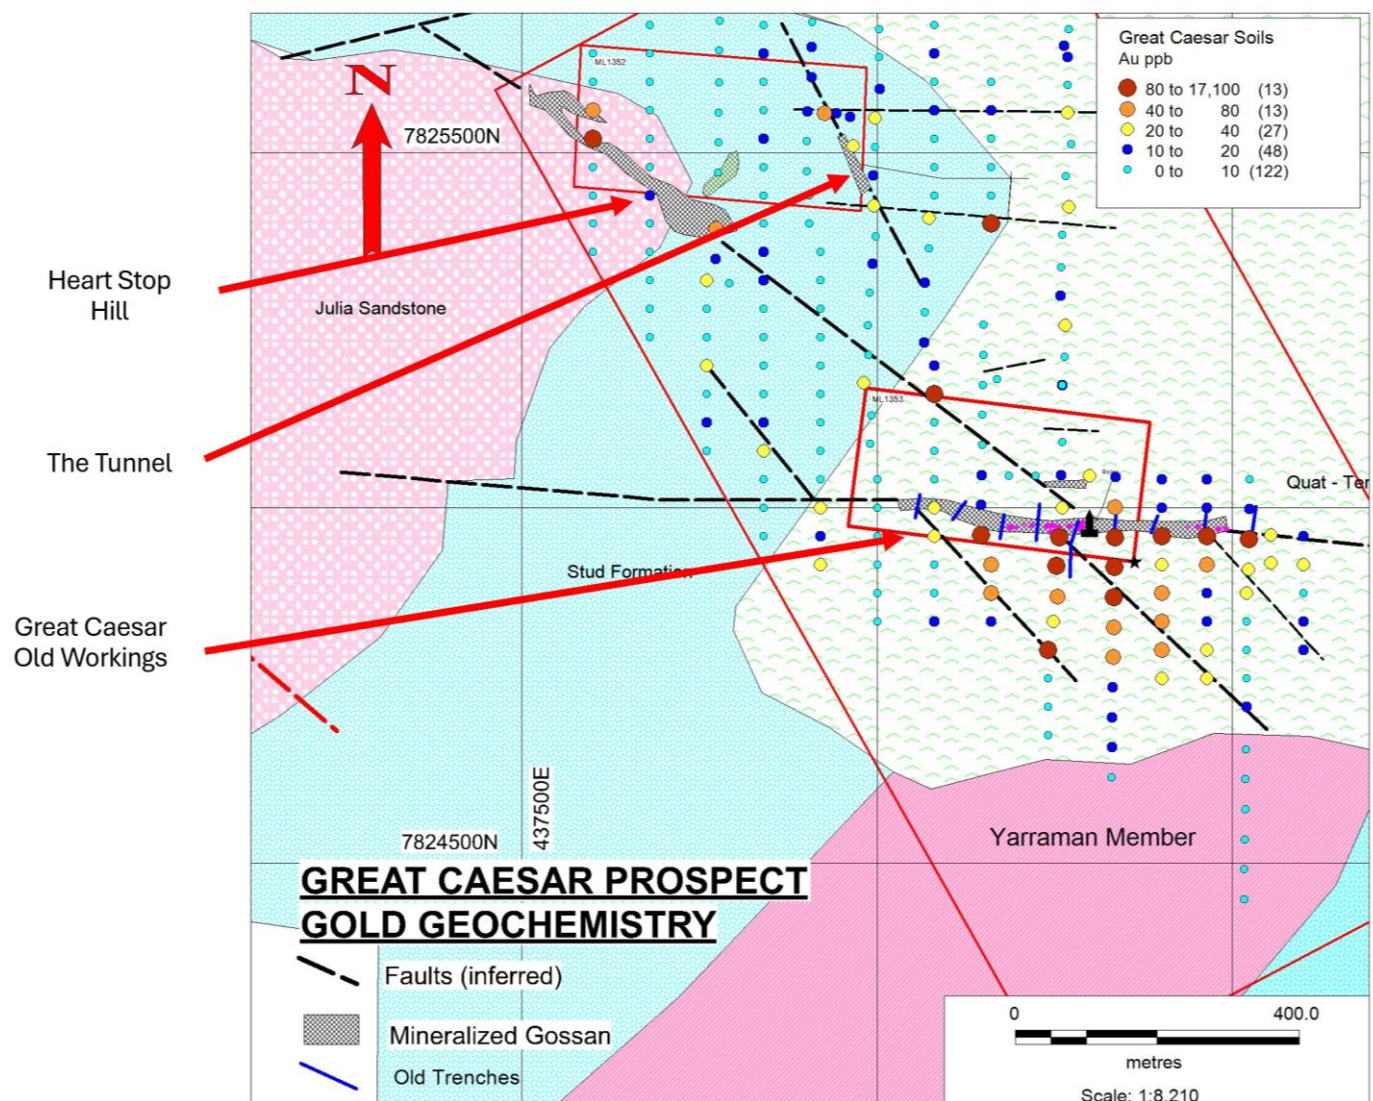 Great Caesar Soils
Au ppb
80 to 17,100 (13)
40 to 80 (13)
20 to 40 (27)
10 to 20 (48)
0 to 10 (122)
N
ML1352
7825500N
Heart Stop
Hill
Julia Sandstone
The Tunnel
ML1353
Quat - Ter
Stud Formation
Great Caesar
Old Workings
Yarraman Member
7824500N
437500E
GREAT CAESAR PROSPECT
GOLD GEOCHEMISTRY
Faults (inferred)
Mineralized Gossan
Old Trenches
0 400.0
metres
Scale: 1:8,210